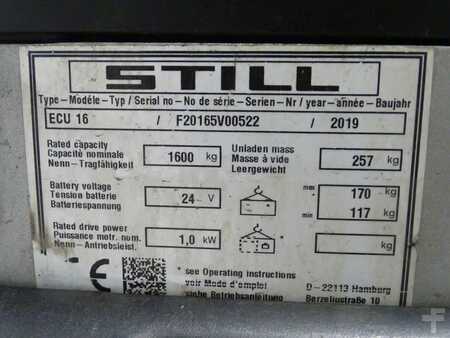 STILL
Type – Modéle – Typ / Serial no – No de série – Serien – Nr / year – année – Baujahr
ECU 16 / F20165V00522 / 2019
Rated capacity
Capacité nominale
Nenn – Tragfähigkeit
1600 kg
Unladen mass
Masse à vide
Leergewicht
257 kg
Battery voltage
Tension batterie
Batteriespannung
24 – V
max 170 kg
min 117 kg
Rated drive power
Puissance motr. nom.
Nenn – Antriebsleist.
1,0 kW
kg
CE
* see Operating instructions
voir Mode d'emploi
siehe Betriebsanleitung
D – 22113 Hamburg
Berzeliustraße 10